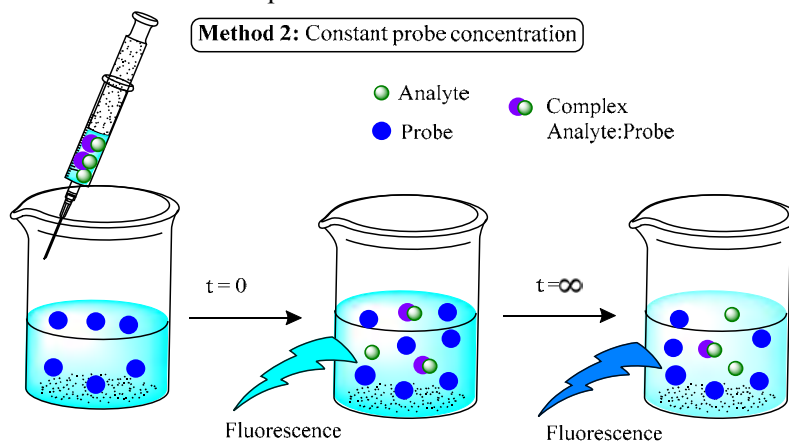 Method 2: Constant probe concentration
Analyte
Probe
Complex
Analyte:Probe
t = 0
t=∞
Fluorescence
Fluorescence